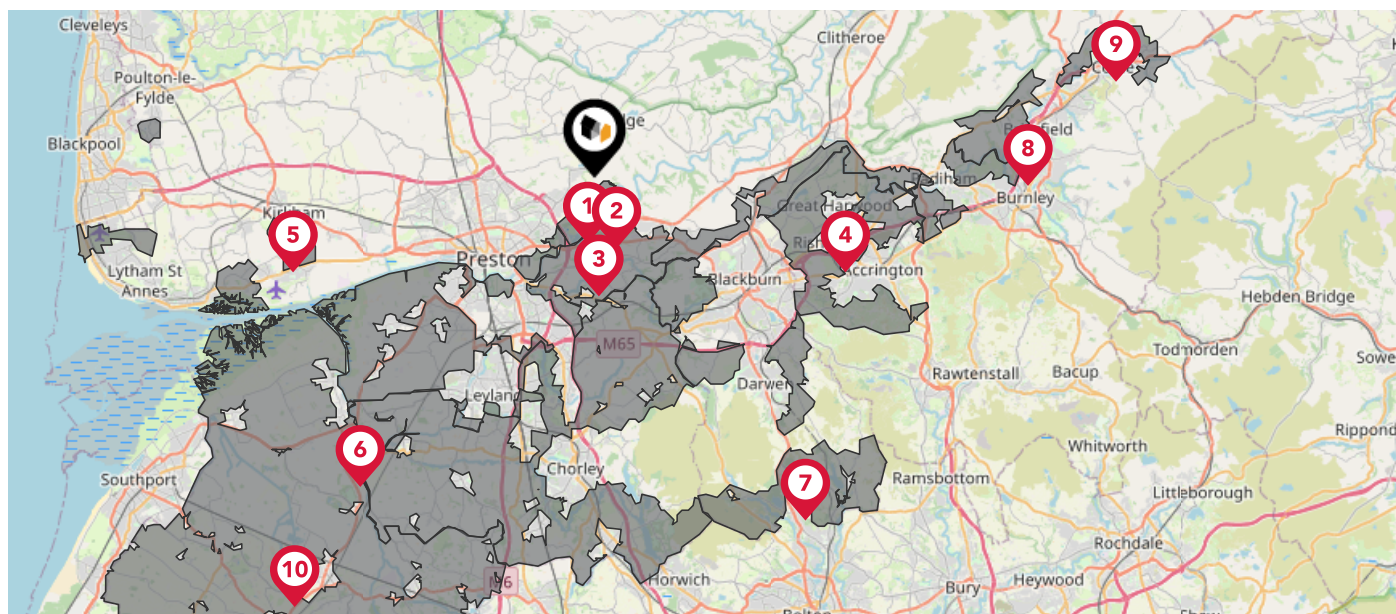 Cleveleys
Clitheroe
9
Poulton-le-
Fylde
Blackpool
8
Burnley
Padiham
1
2
Great Harwood
Kirkham
5
3
4
Preston
Lytham St
Annes
Blackburn
Accrington
Hebden Bridge
M65
Todmorden
Leyland
Darwen
Rawtenstall
Bacup
6
Whitworth
Chorley
Southport
7
Ramsbottom
Littleborough
10
Rochdale
Horwich
Bury
Heywood